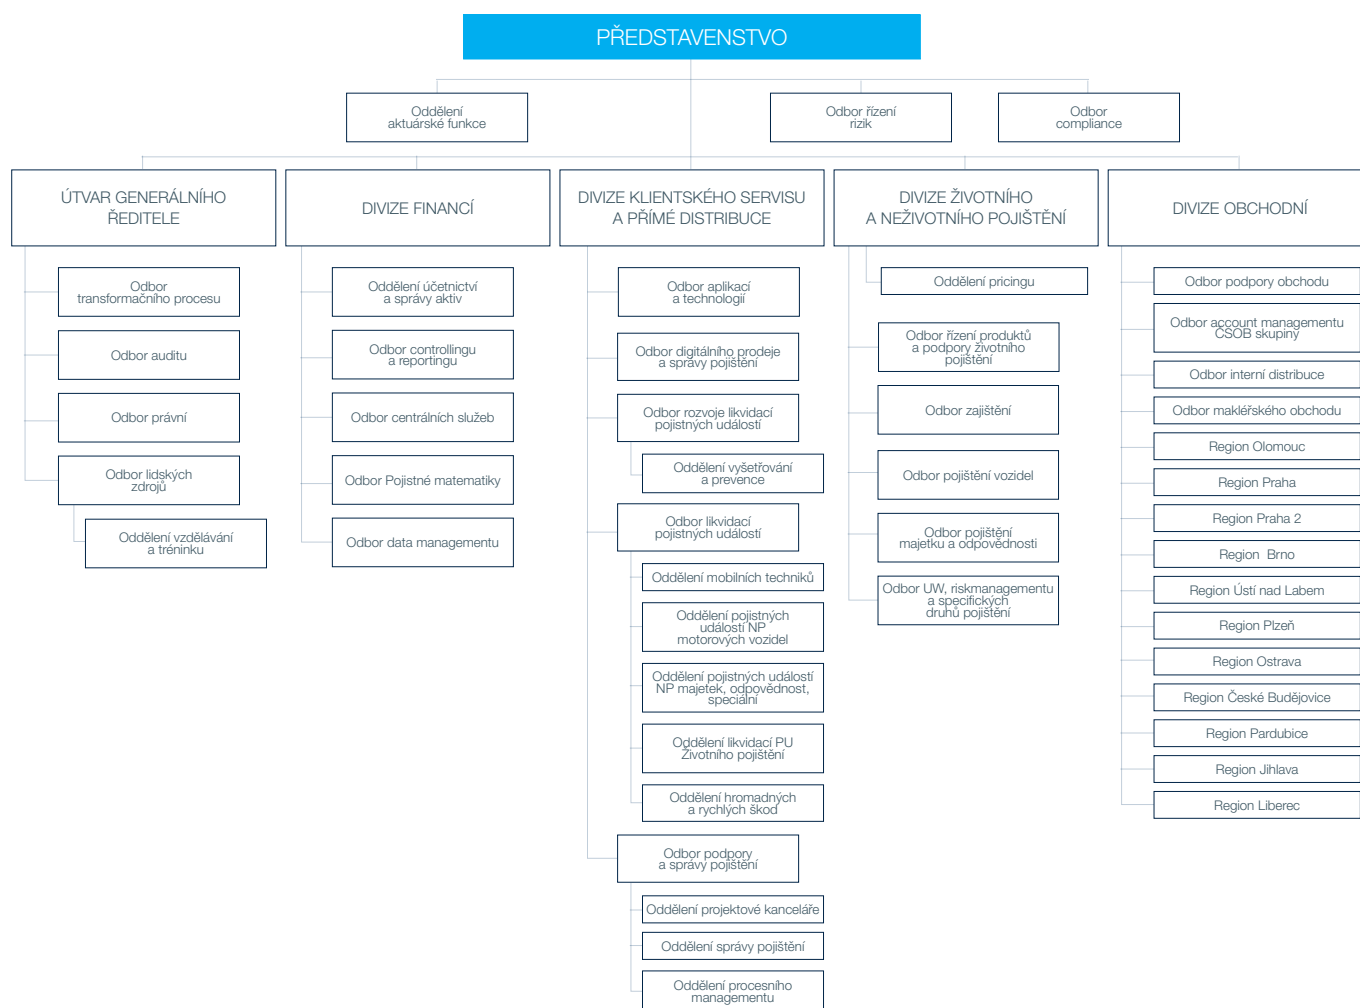 PŘEDSTAVENSTVO
Oddělení
aktuárské funkce
Odbor řízení
rizik
Odbor
compliance
ÚTVAR GENERÁLNÍHO
ŘEDITELE
Odbor
transformačního procesu
Odbor auditu
Odbor právní
Odbor lidských
zdrojů
Oddělení vzdělávání
a tréninku
DIVIZE FINANCÍ
Oddělení účetnictví
a správy aktiv
Odbor controllingu
a reportingu
Odbor centrálních služeb
Odbor Pojistné matematiky
Odbor data managementu
DIVIZE KLIENTSKÉHO SERVISU
A PŘÍMÉ DISTRIBUCE
Odbor aplikací
a technologií
Odbor digitálního prodeje
a správy pojištění
Odbor rozvoje likvidací
pojistných událostí
Oddělení vyšetřování
a prevence
Odbor likvidací
pojistných událostí
Oddělení mobilních techniků
Oddělení pojistných
událostí NP
motorových vozidel
Oddělení pojistných událostí
NP majetek, odpovědnost,
speciální
Oddělení likvidací PU
Životního pojištění
Oddělení hromadných
a rychlých škod
Odbor podpory
a správy pojištění
Oddělení projektové kanceláře
Oddělení správy pojištění
Oddělení procesního
managementu
DIVIZE ŽIVOTNÍHO
A NEŽIVOTNÍHO POJIŠTĚNÍ
Oddělení pricingu
Odbor řízení produktů
a podpory životního
pojištění
Odbor zajištění
Odbor pojištění vozidel
Odbor pojištění
majetku a odpovědnosti
Odbor UW, riskmanagementu
a specifických
druhů pojištění
DIVIZE OBCHODNÍ
Odbor podpory obchodu
Odbor account managementu
ČSOB skupiny
Odbor interní distribuce
Odbor makléřského obchodu
Region Olomouc
Region Praha
Region Praha 2
Region Brno
Region Ústí nad Labem
Region Plzeň
Region Ostrava
Region České Budějovice
Region Pardubice
Region Jihlava
Region Liberec